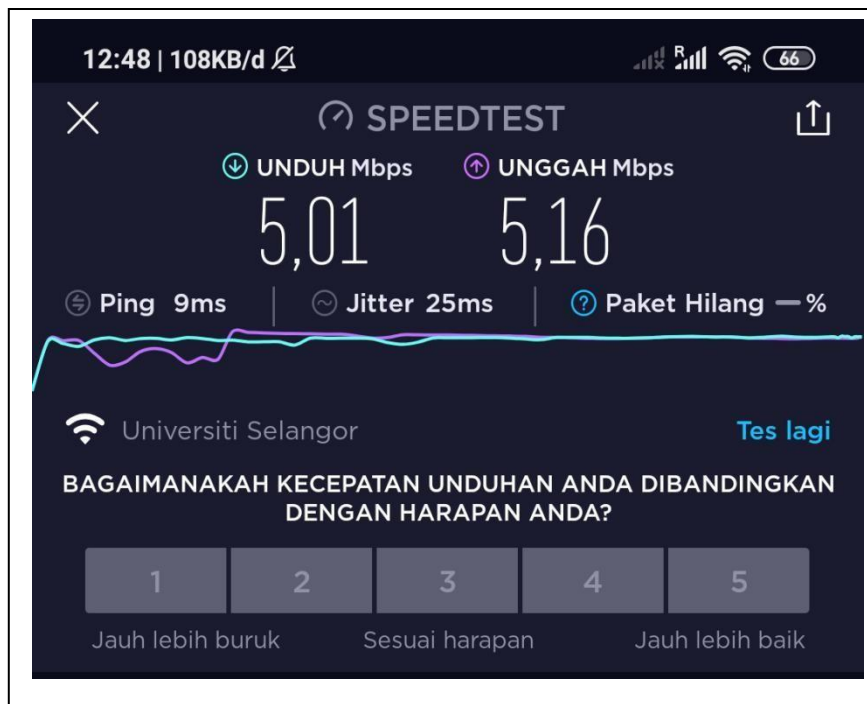 12:48 | 108KB/d R 66
SPEEDTEST
UNDUH Mbps UNGGAH Mbps
5,01 5,16
Ping 9ms Jitter 25ms ? Paket Hilang — %
Universiti Selangor Tes lagi
BAGAIMANAKAH KECEPATAN UNDUHAN ANDA DIBANDINGKAN
DENGAN HARAPAN ANDA?
1 2 3 4 5
Jauh lebih buruk Sesuai harapan Jauh lebih baik